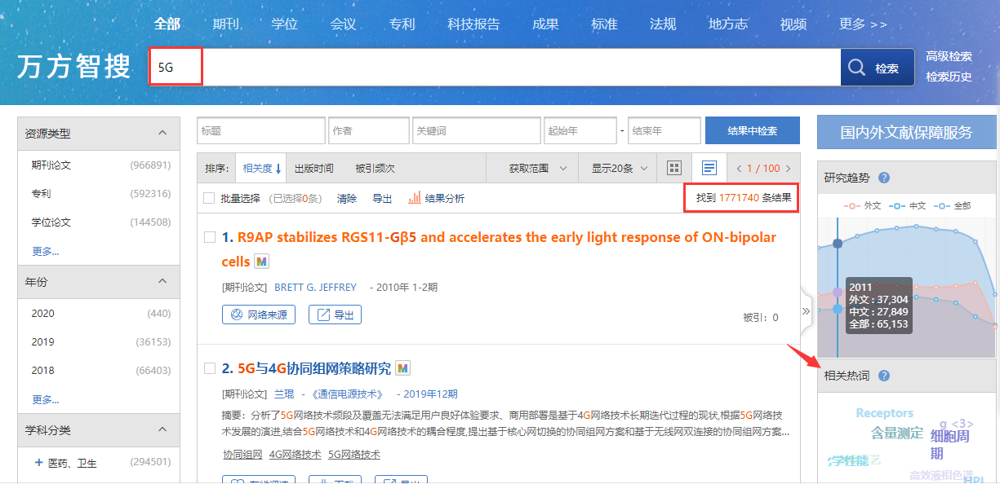 全部 期刊 学位 会议 专利 科技报告 成果 标准 法规 地方志 视频 更多 >>
万方智搜
5G
检索
高级检索
检索历史
资源类型
期刊论文 (966891)
专利 (592316)
学位论文 (144508)
更多...
年份
2020 (440)
2019 (36153)
2018 (66403)
更多...
学科分类
+ 医药、卫生 (294501)
标题 作者 关键词 起始年 - 结束年 结果中检索
排序: 相关度 出版时间 被引频次 获取范围 显示20条 < 1 / 100 >
批量选择 (已选择0条) 清除 导出 结果分析 找到 1771740 条结果
1. R9AP stabilizes RGS11-Gβ5 and accelerates the early light response of ON-bipolar
cells M
[期刊论文] BRETT G. JEFFREY - 2010年 1-2期
网络来源 导出
被引: 0
2. 5G与4G协同组网策略研究 M
[期刊论文] 兰琨 - 《通信电源技术》 - 2019年12期
摘要：分析了5G网络技术频段及覆盖无法满足用户良好体验要求、商用部署是基于4G网络技术长期迭代过程的现状,根据5G网络技
术发展的演进,结合5G网络技术和4G网络技术的耦合程度,提出基于核心网切换的协同组网方案和基于无线网双连接的协同组网方案...
协同组网 4G网络技术 5G网络技术
在线阅读 下载 导出
国内外文献保障服务
研究趋势 ?
外文 中文 全部
2011
外文 : 37,304
中文 : 27,849
全部 : 65,153
»
相关热词 ?
Receptors
g <3>
含量测定
细胞周
期
学性能
艺
高效液相色谱
HPL